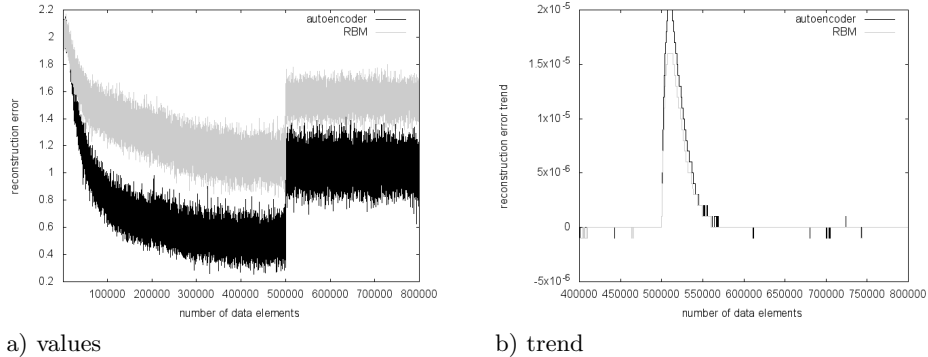 autoencoder
RBM
2.2
2
1.8
1.6
1.4
1.2
1
0.8
0.6
0.4
0.2
reconstruction error
100000 200000 300000 400000 500000 600000 700000 800000
number of data elements
a) values
autoencoder
RBM
2x10⁻⁵
1.5x10⁻⁵
1x10⁻⁵
5x10⁻⁶
0
-5x10⁻⁶
reconstruction error trend
400000 450000 500000 550000 600000 650000 700000 750000 800000
number of data elements
b) trend